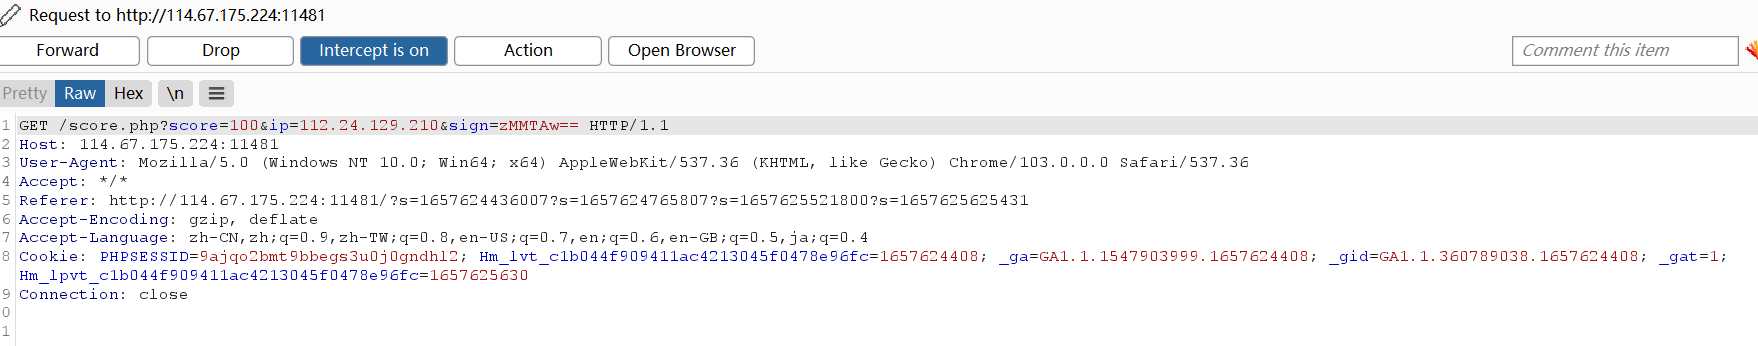 Request to http://114.67.175.224:11481
Forward Drop Intercept is on Action Open Browser Comment this item
Pretty Raw Hex \n
1 GET /score.php?score=100&ip=112.24.129.210&sign=zMMTAw== HTTP/1.1
2 Host: 114.67.175.224:11481
3 User-Agent: Mozilla/5.0 (Windows NT 10.0; Win64; x64) AppleWebKit/537.36 (KHTML, like Gecko) Chrome/103.0.0.0 Safari/537.36
4 Accept: */*
5 Referer: http://114.67.175.224:11481/?s=1657624436007?s=1657624765807?s=1657625521800?s=1657625625431
6 Accept-Encoding: gzip, deflate
7 Accept-Language: zh-CN,zh;q=0.9,zh-TW;q=0.8,en-US;q=0.7,en;q=0.6,en-GB;q=0.5,ja;q=0.4
8 Cookie: PHPSESSID=9ajqo2bmt9bbegs3u0j0gndhl2; Hm_lvt_c1b044f909411ac4213045f0478e96fc=1657624408; _ga=GA1.1.1547903999.1657624408; _gid=GA1.1.360789038.1657624408; _gat=1;
Hm_lpvt_c1b044f909411ac4213045f0478e96fc=1657625630
9 Connection: close
0
1